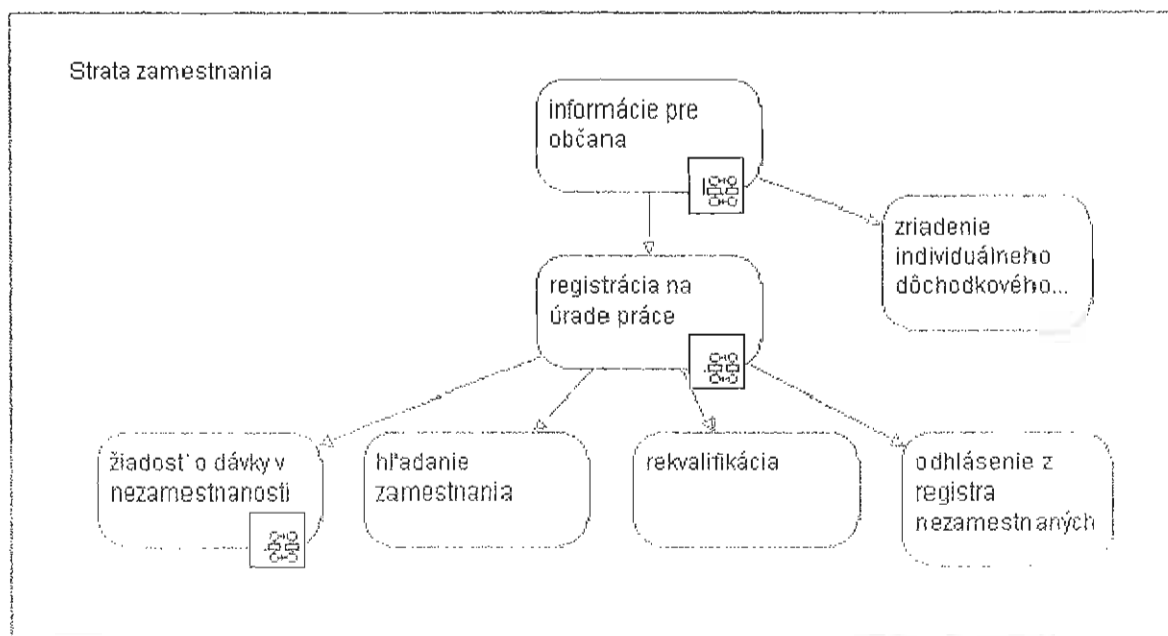 Strata zamestnania
informácie pre
občana
zriadenie
individuálneho
dôchodkového...
registrácia na
úrade práce
žiadosť o dávky v
nezamestnanosti
hľadanie
zamestnania
rekvalifikácia
odhlásenie z
registra
nezamestnaných